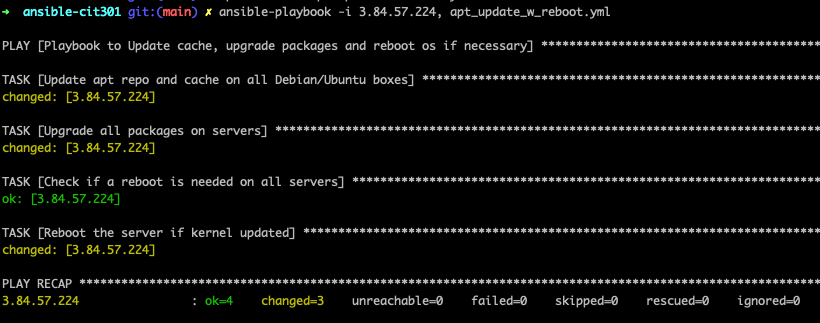 ➜ ansible-cit301 git:(main) ✗ ansible-playbook -i 3.84.57.224, apt_update_w_reboot.yml
PLAY [Playbook to Update cache, upgrade packages and reboot os if necessary] **************************************
TASK [Update apt repo and cache on all Debian/Ubuntu boxes] *******************************************************
changed: [3.84.57.224]
TASK [Upgrade all packages on servers] ****************************************************************************
changed: [3.84.57.224]
TASK [Check if a reboot is needed on all servers] *****************************************************************
ok: [3.84.57.224]
TASK [Reboot the server if kernel updated] ************************************************************************
changed: [3.84.57.224]
PLAY RECAP ********************************************************************************************************
3.84.57.224 : ok=4 changed=3 unreachable=0 failed=0 skipped=0 rescued=0 ignored=0